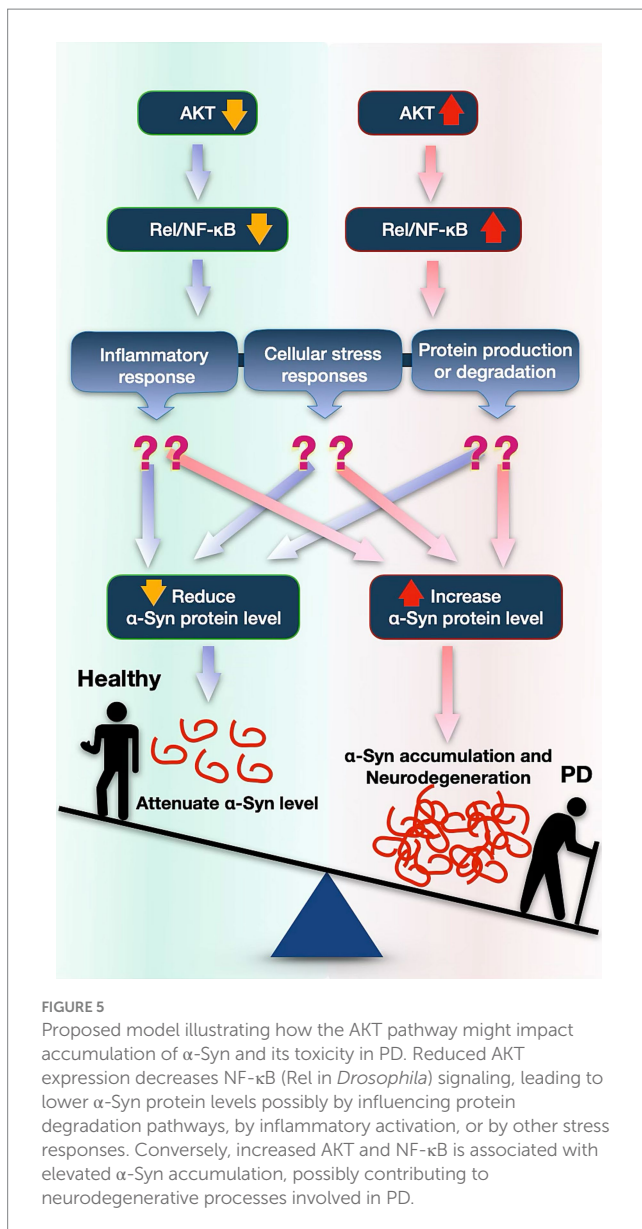 AKT
AKT
Rel/NF-κB
Rel/NF-κB
Inflammatory
response
Cellular stress
responses
Protein production
or degradation
??
??
??
Reduce
α-Syn protein level
Increase
α-Syn protein level
Healthy
Attenuate α-Syn level
α-Syn accumulation and
Neurodegeneration
PD
FIGURE 5
Proposed model illustrating how the AKT pathway might impact
accumulation of α-Syn and its toxicity in PD. Reduced AKT
expression decreases NF-κB (Rel in Drosophila) signaling, leading to
lower α-Syn protein levels possibly by influencing protein
degradation pathways, by inflammatory activation, or by other stress
responses. Conversely, increased AKT and NF-κB is associated with
elevated α-Syn accumulation, possibly contributing to
neurodegenerative processes involved in PD.